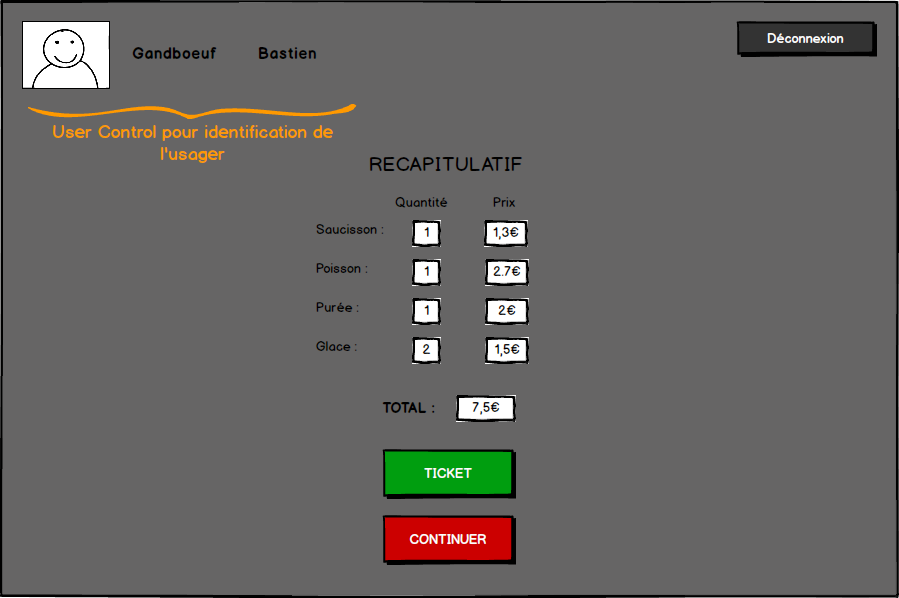 Gandboeuf Bastien Déconnexion
User Control pour identification de
l'usager
RECAPITULATIF
Quantité Prix
Saucisson : 1 1,3€
Poisson : 1 2.7€
Purée : 1 2€
Glace : 2 1,5€
TOTAL : 7,5€
TICKET
CONTINUER